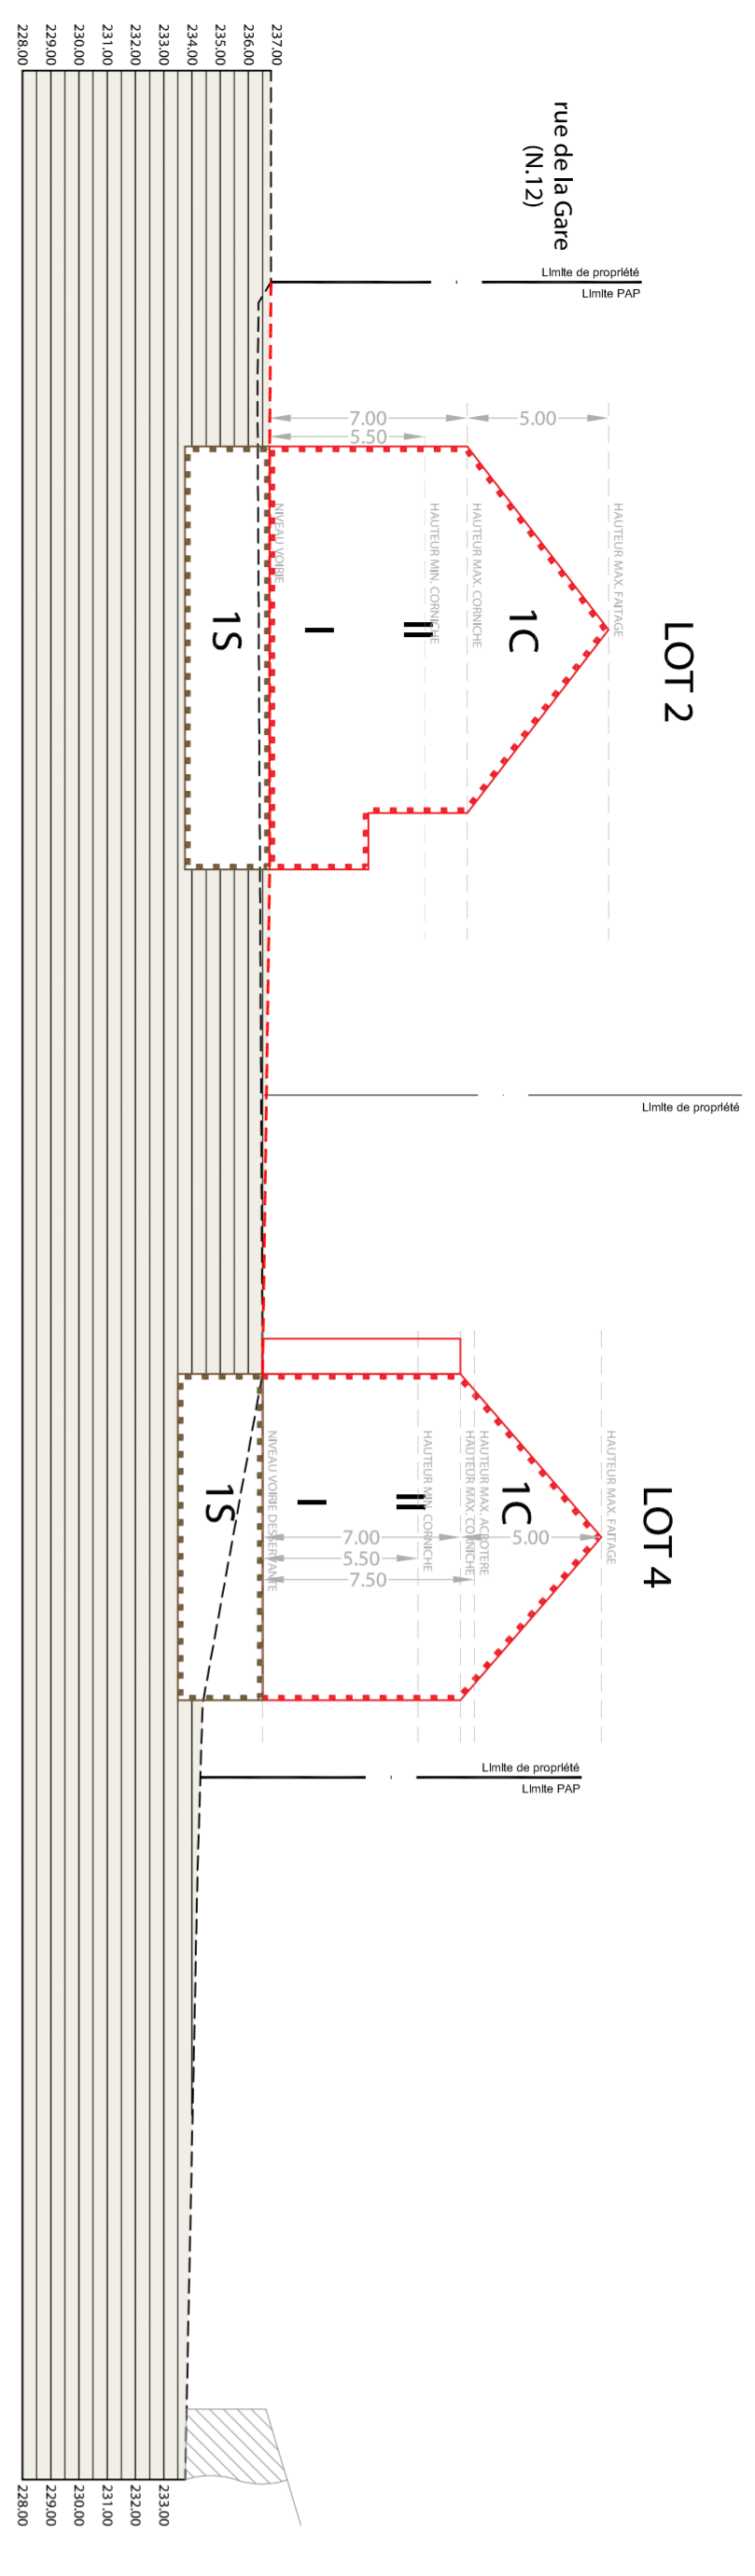 237.00
236.00
235.00
234.00
233.00
232.00
231.00
230.00
229.00
228.00
rue de la Gare
(N.12)
Limite de propriété
Limite PAP
LOT 2
7.00
5.00
5.50
HAUTEUR MAX. FAITAGE
HAUTEUR MAX. CORNICHE
HAUTEUR MIN. CORNICHE
NIVEAU VOIRIE
1C
II
I
1S
Limite de propriété
LOT 4
HAUTEUR MAX. FAITAGE
HAUTEUR MAX. ACROTERE
HAUTEUR MAX. CORNICHE
HAUTEUR MIN. CORNICHE
NIVEAU VOIRIE DESSERVANTE
1C
II
I
1S
7.00
5.00
5.50
7.50
Limite de propriété
Limite PAP
233.00
232.00
231.00
230.00
229.00
228.00